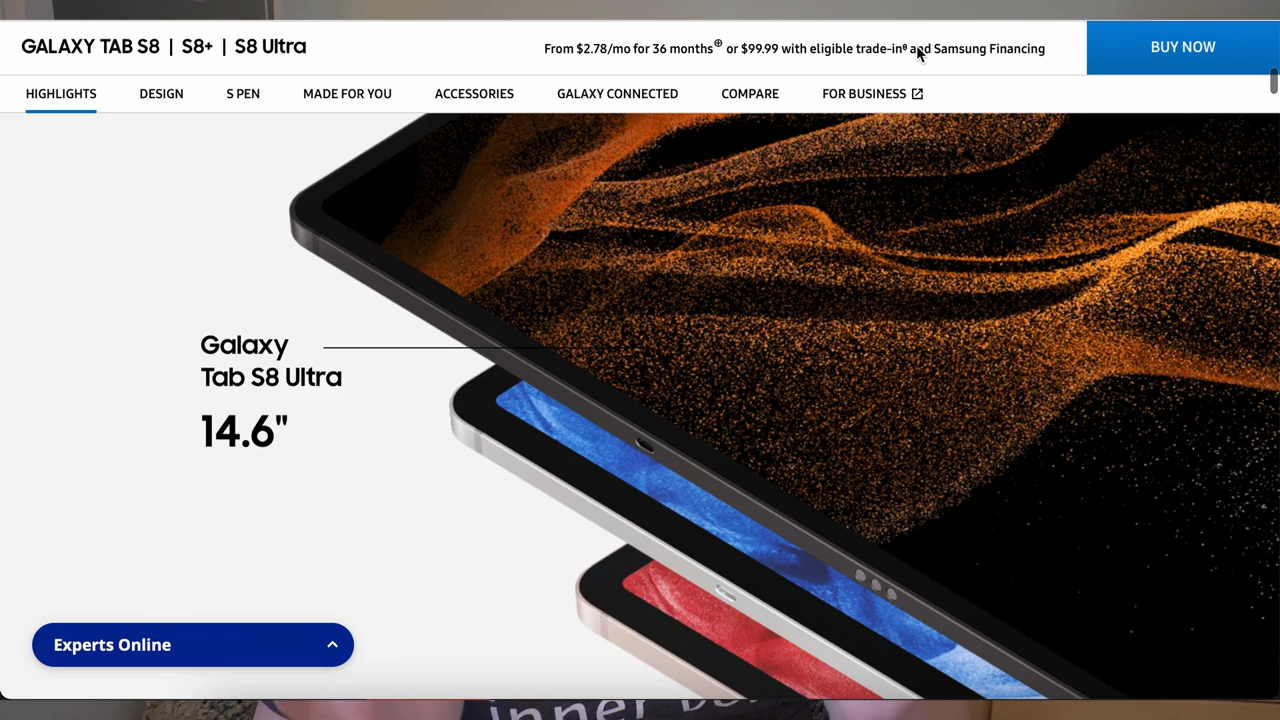 GALAXY TAB S8 | S8+ | S8 Ultra
From $2.78/mo for 36 months⊕ or $99.99 with eligible trade-in and Samsung Financing
BUY NOW
HIGHLIGHTS DESIGN S PEN MADE FOR YOU ACCESSORIES GALAXY CONNECTED COMPARE FOR BUSINESS
Galaxy
Tab S8 Ultra
14.6"
Experts Online
inner